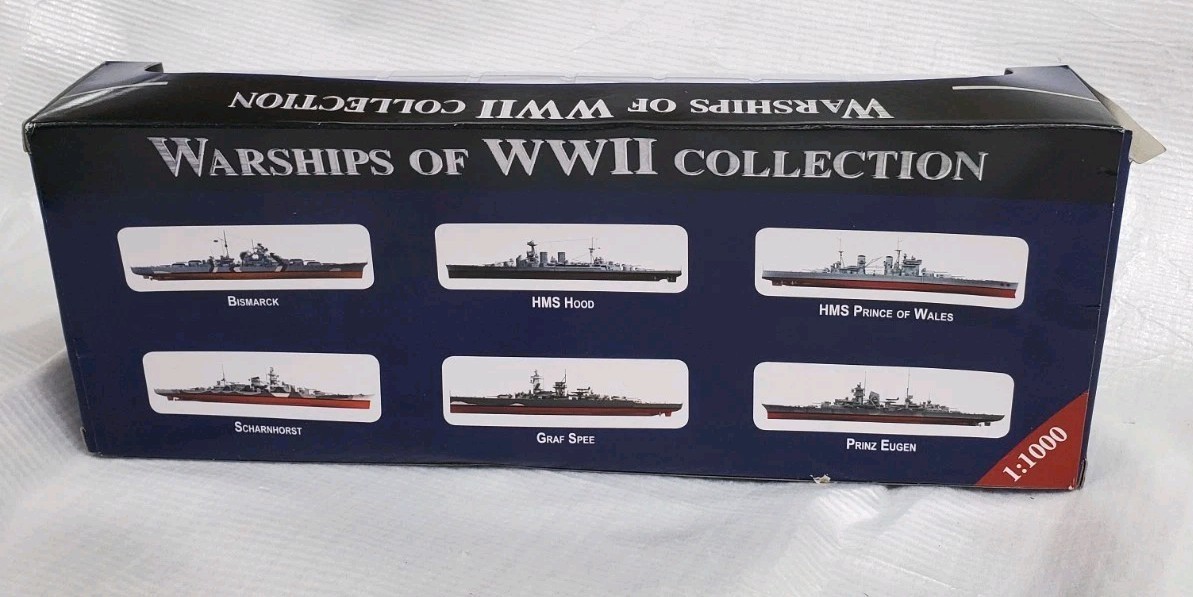 WARSHIPS OF WWII COLLECTION
WARSHIPS OF WWII COLLECTION
BISMARCK
HMS HOOD
HMS PRINCE OF WALES
SCHARNHORST
GRAF SPEE
PRINZ EUGEN
1:1000